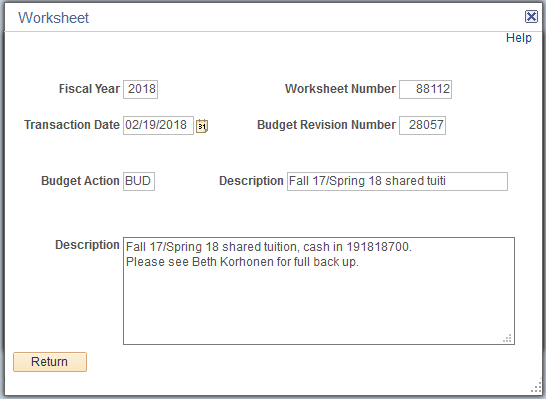 Worksheet
Help
Fiscal Year 2018 Worksheet Number 88112
Transaction Date 02/19/2018 31 Budget Revision Number 28057
Budget Action BUD Description Fall 17/Spring 18 shared tuiti
Description Fall 17/Spring 18 shared tuition, cash in 191818700.
Please see Beth Korhonen for full back up.
Return